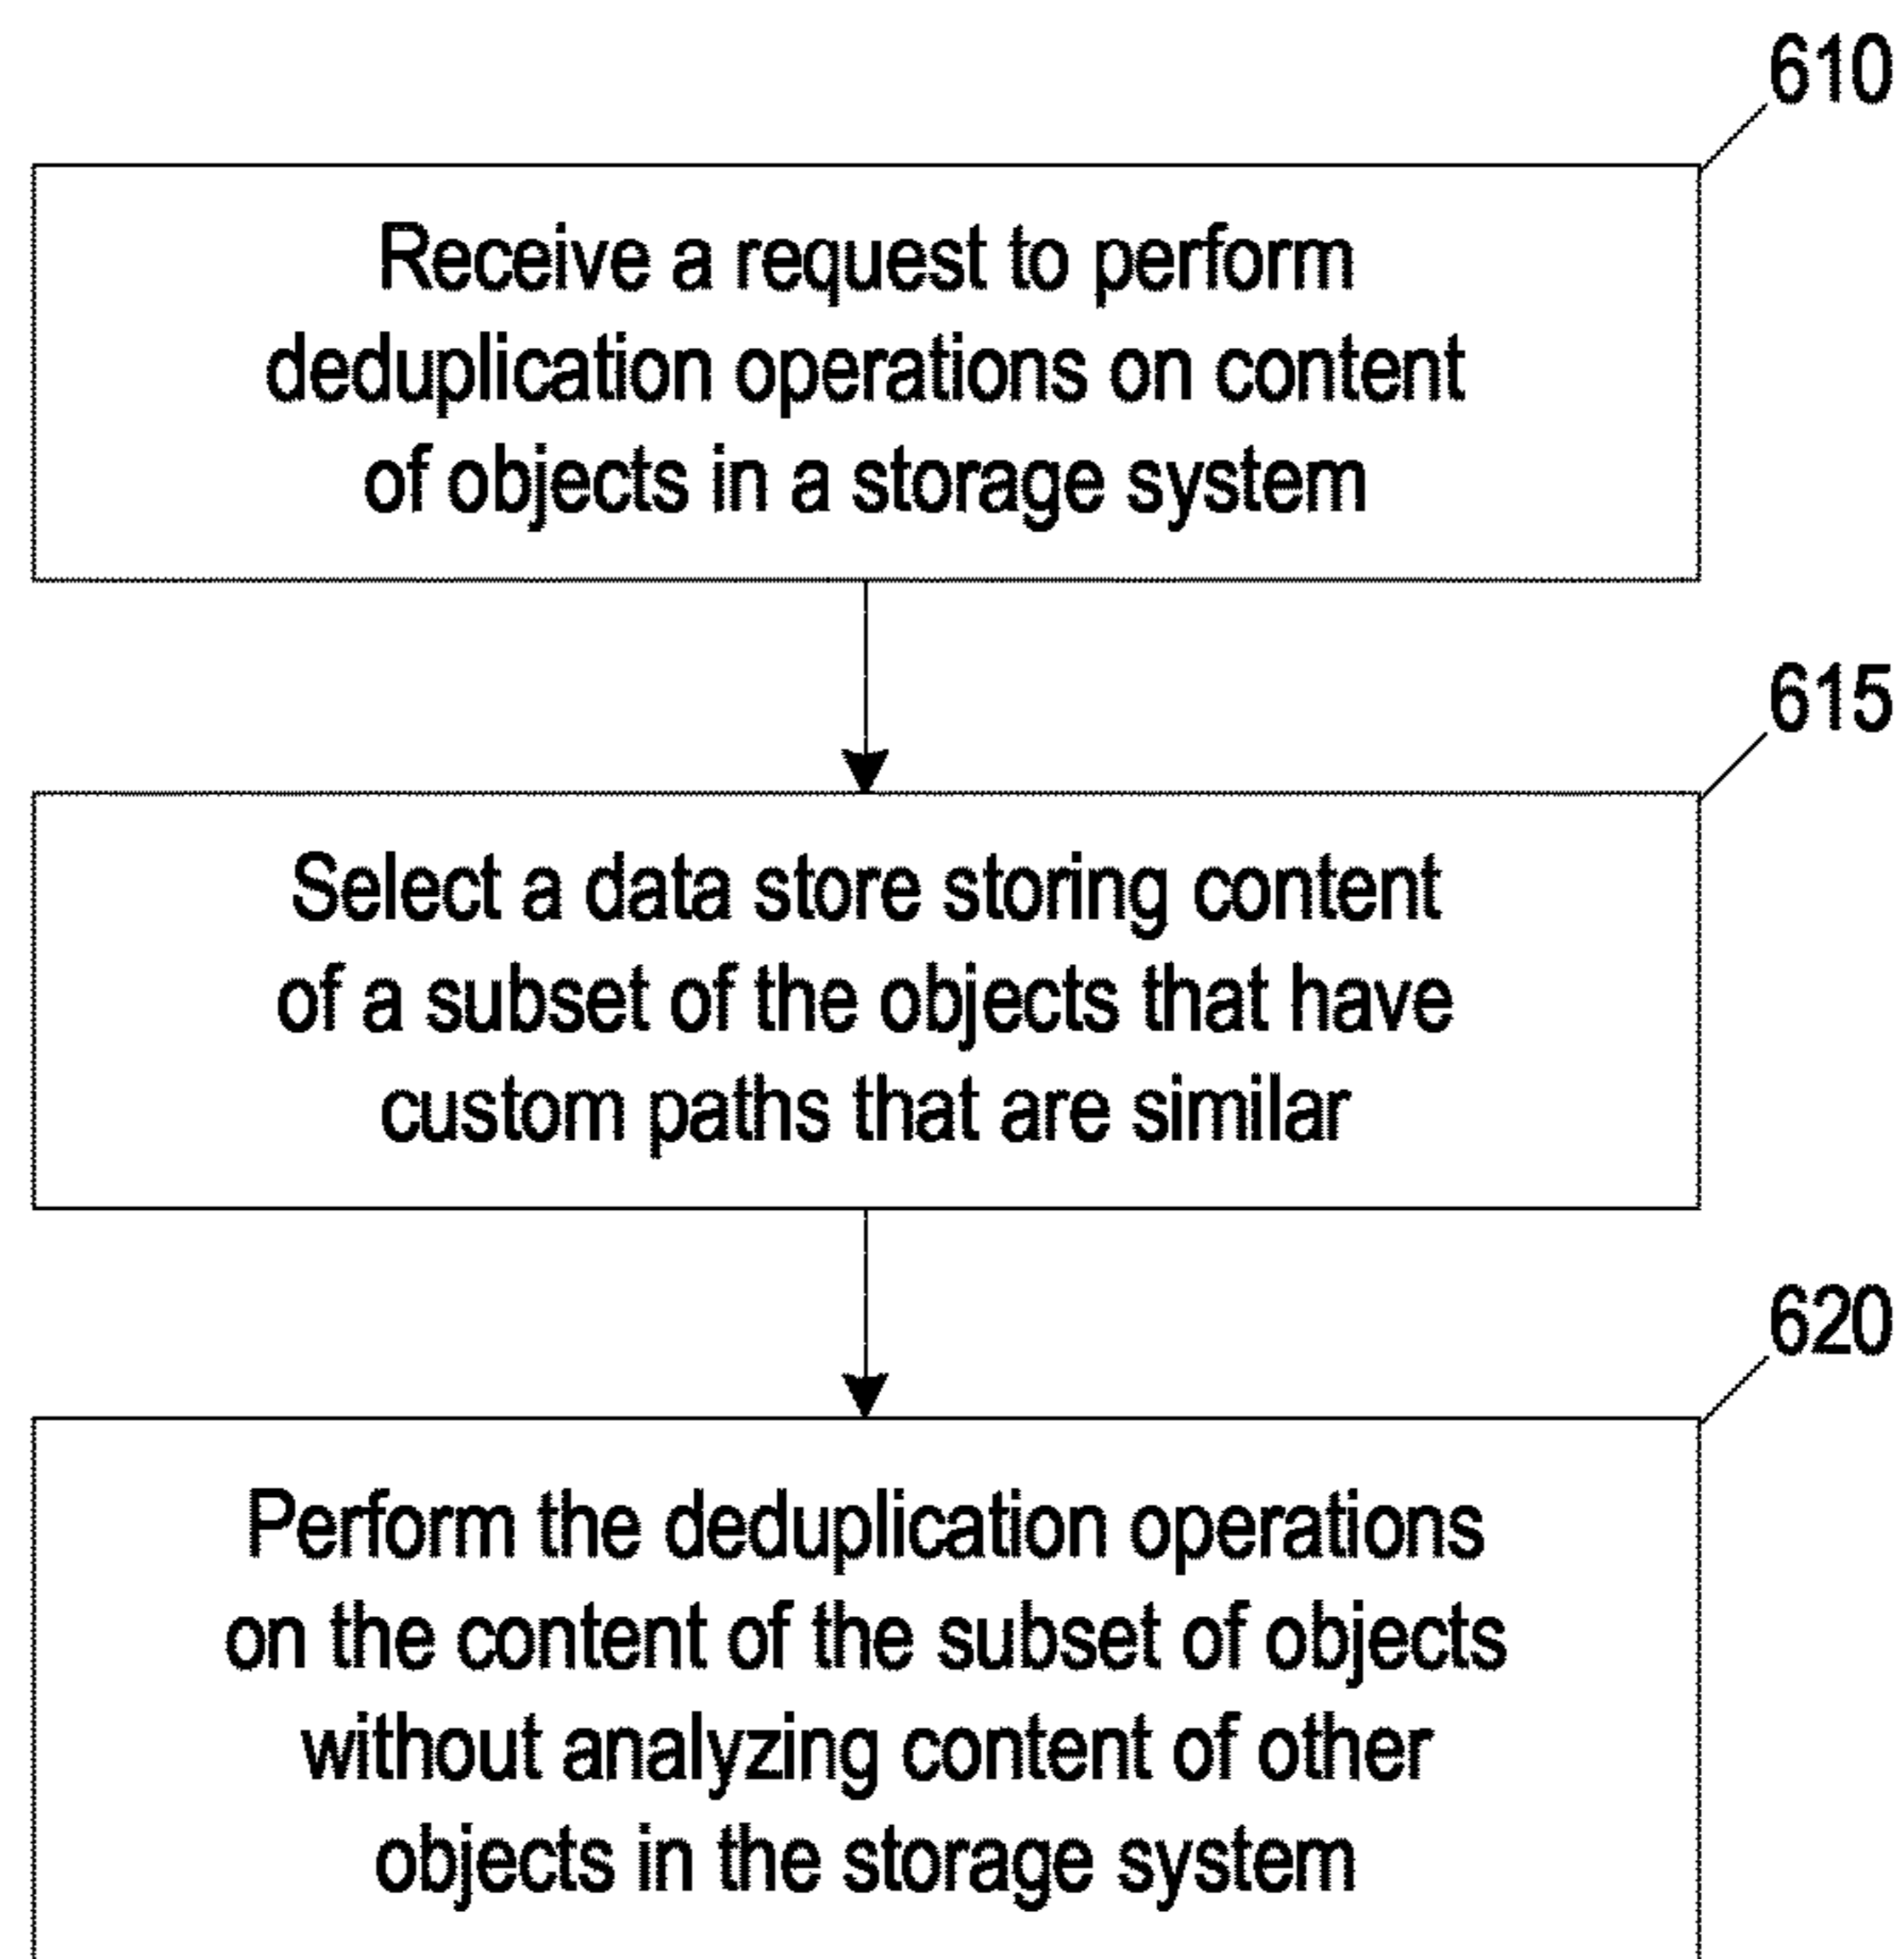 610
Receive a request to perform
deduplication operations on content
of objects in a storage system
615
Select a data store storing content
of a subset of the objects that have
custom paths that are similar
620
Perform the deduplication operations
on the content of the subset of objects
without analyzing content of other
objects in the storage system